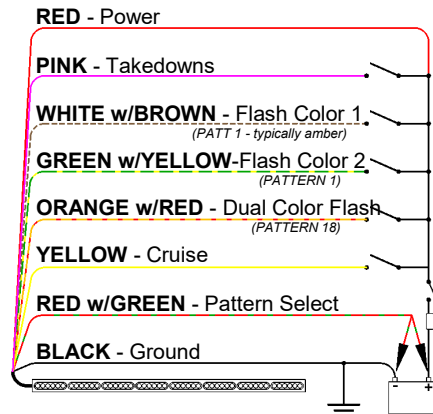 RED - Power
PINK - Takedowns
WHITE w/BROWN - Flash Color 1
(PATT 1 - typically amber)
GREEN w/YELLOW-Flash Color 2
(PATTERN 1)
ORANGE w/RED - Dual Color Flash
(PATTERN 18)
YELLOW - Cruise
RED w/GREEN - Pattern Select
BLACK - Ground
- +